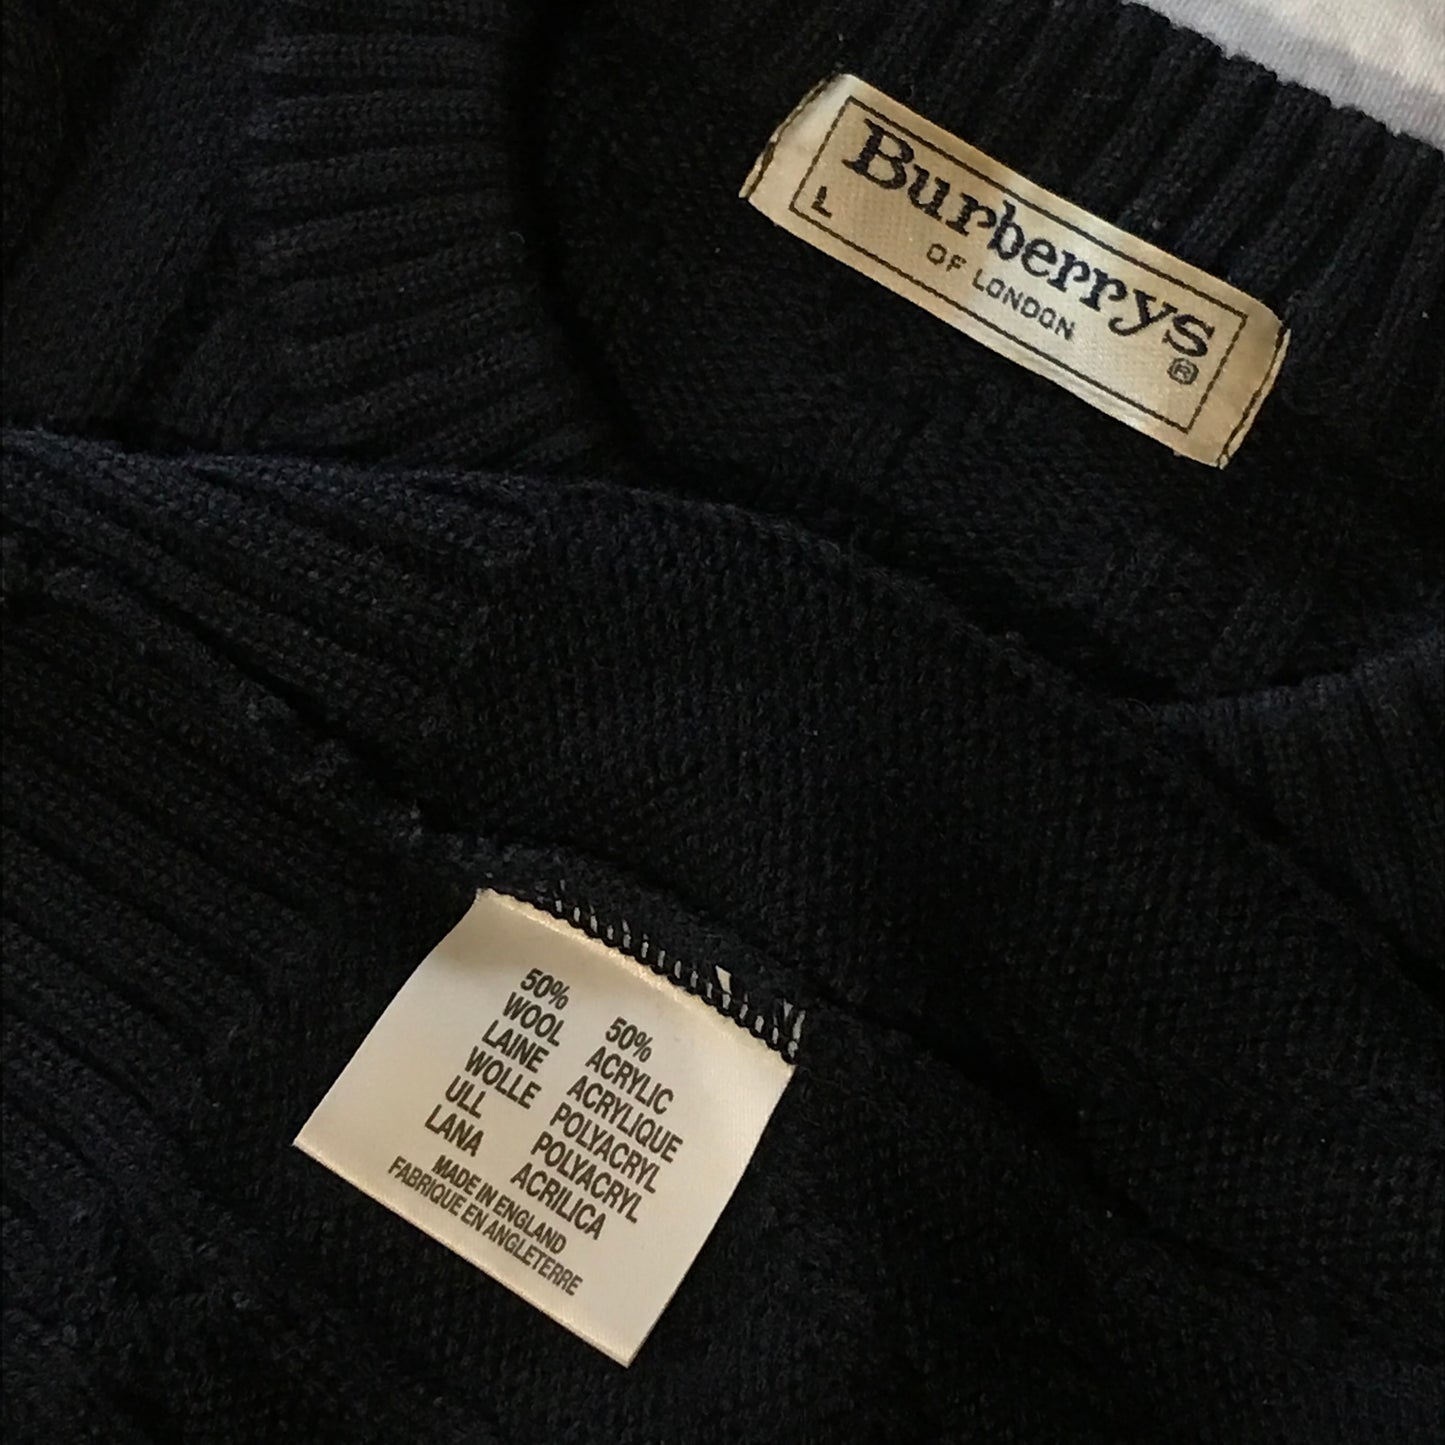 Burberrys
L OF LONDON ®
50%
WOOL
LAINE
WOLLE
ULL
LANA
50%
ACRYLIC
ACRYLIQUE
POLYACRYL
POLYACRYL
ACRILICA
MADE IN ENGLAND
FABRIQUE EN ANGLETERRE